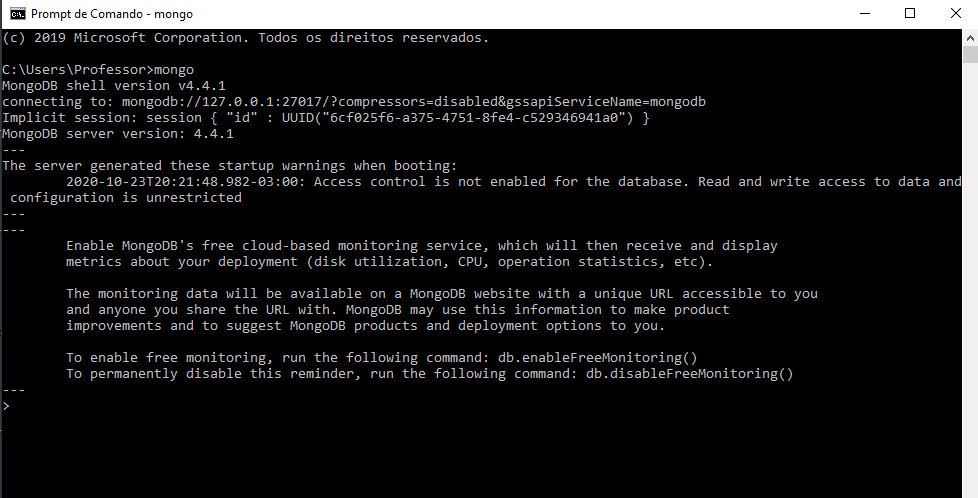 Prompt de Comando - mongo
(c) 2019 Microsoft Corporation. Todos os direitos reservados.
C:\Users\Professor>mongo
MongoDB shell version v4.4.1
connecting to: mongodb://127.0.0.1:27017/?compressors=disabled&gssapiServiceName=mongodb
Implicit session: session { "id" : UUID("6cf025f6-a375-4751-8fe4-c529346941a0") }
MongoDB server version: 4.4.1
---
The server generated these startup warnings when booting:
2020-10-23T20:21:48.982-03:00: Access control is not enabled for the database. Read and write access to data and
configuration is unrestricted
---
---
Enable MongoDB's free cloud-based monitoring service, which will then receive and display
metrics about your deployment (disk utilization, CPU, operation statistics, etc).
The monitoring data will be available on a MongoDB website with a unique URL accessible to you
and anyone you share the URL with. MongoDB may use this information to make product
improvements and to suggest MongoDB products and deployment options to you.
To enable free monitoring, run the following command: db.enableFreeMonitoring()
To permanently disable this reminder, run the following command: db.disableFreeMonitoring()
---
>